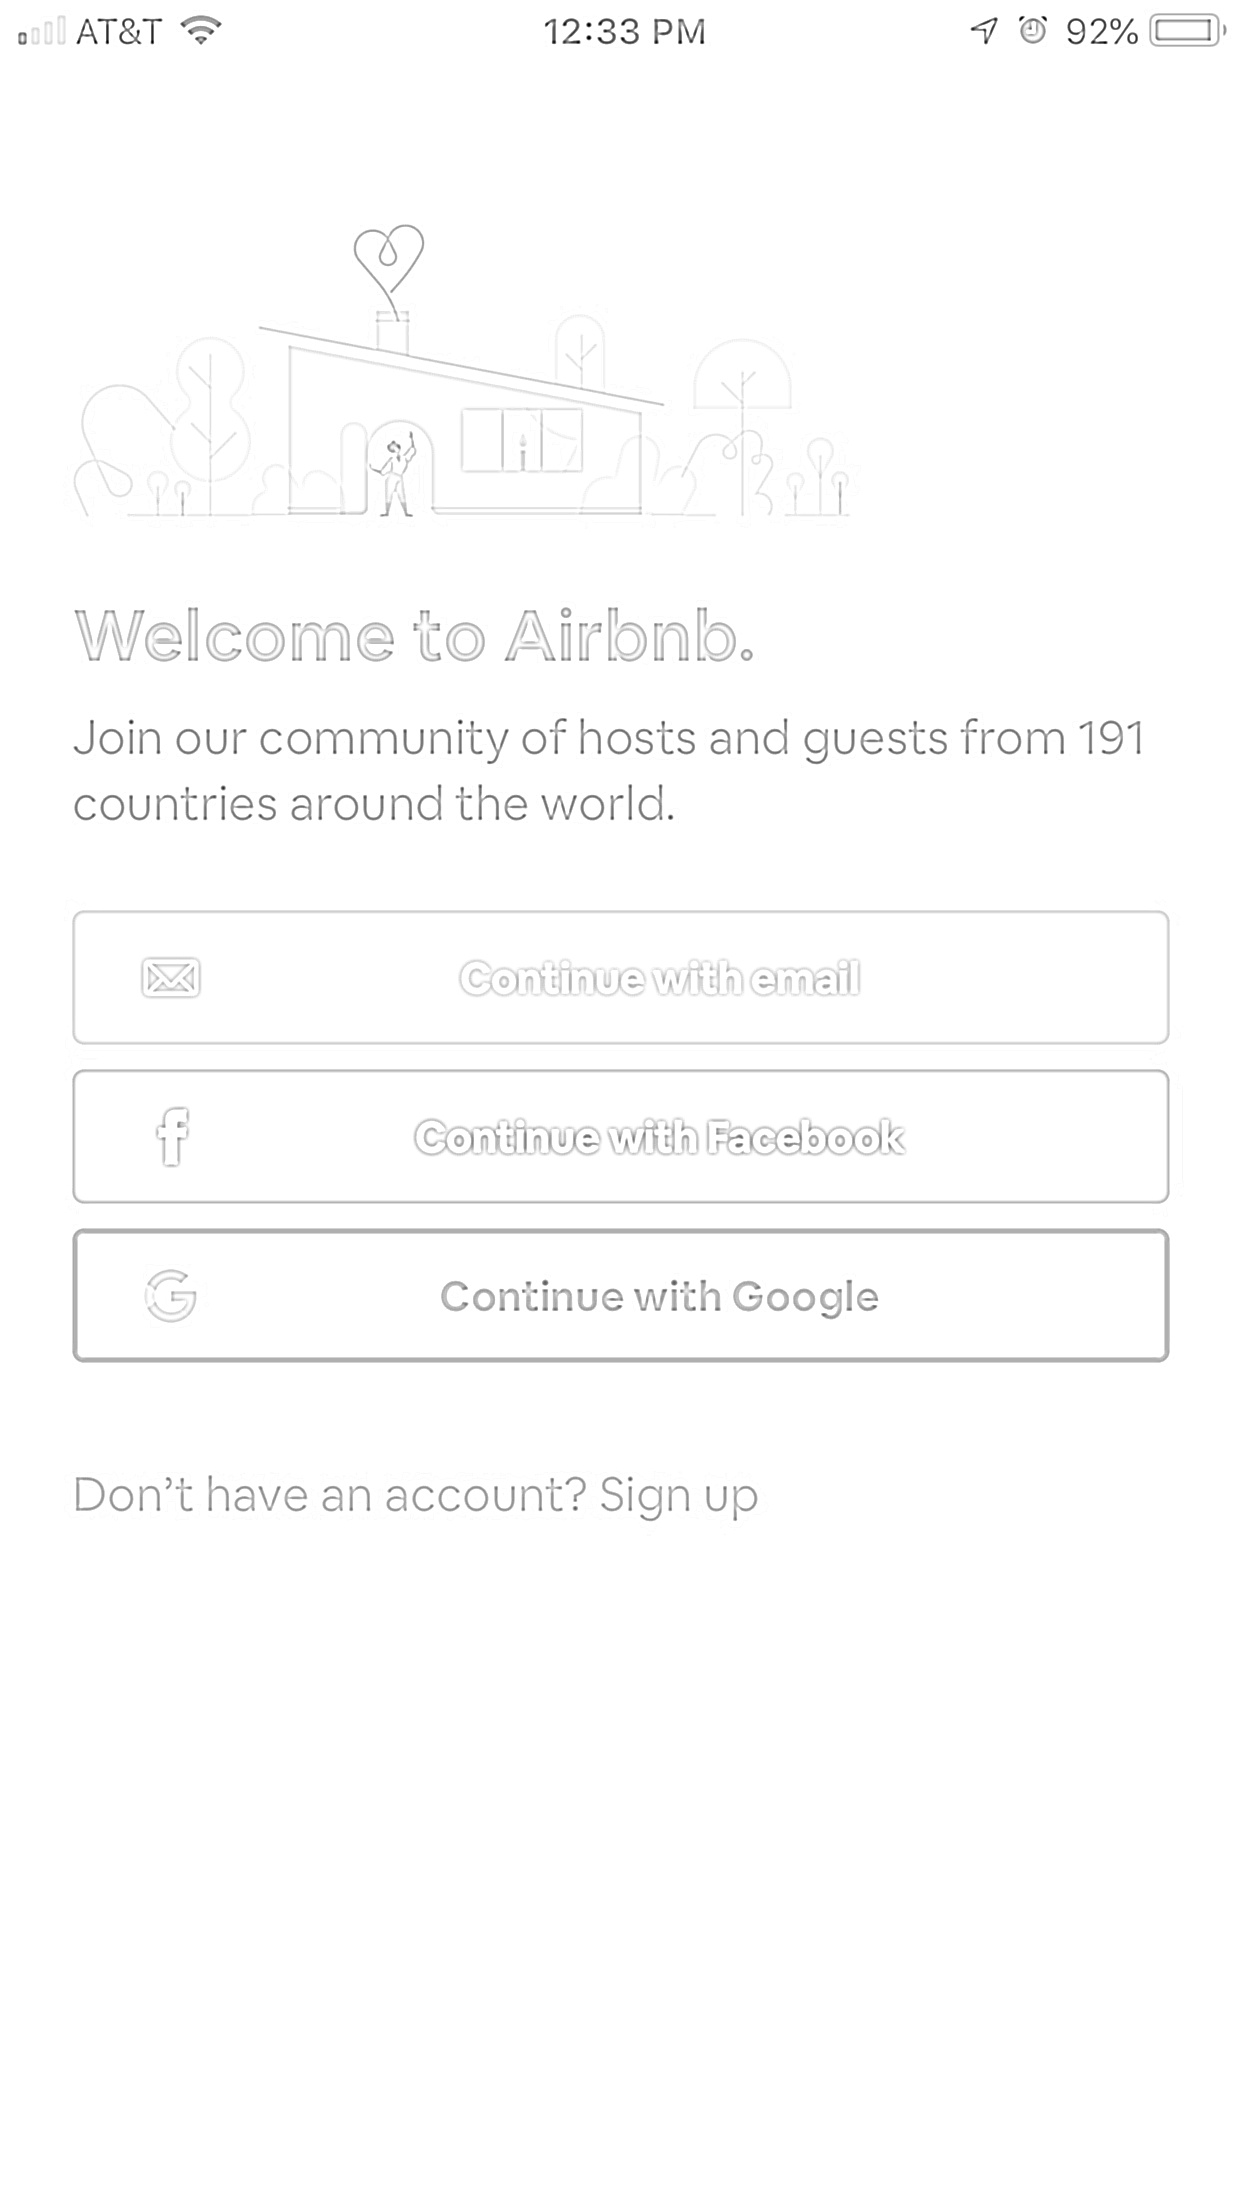 AT&T 12:33 PM 92%
Welcome to Airbnb.
Join our community of hosts and guests from 191
countries around the world.
Continue with email
f Continue with Facebook
G Continue with Google
Don’t have an account? Sign up